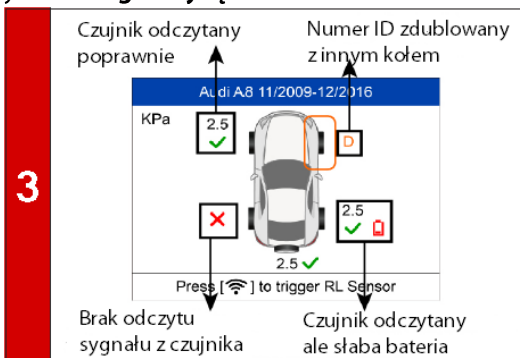 Czujnik odczytany
poprawnie
Numer ID zdublowany
z innym kołem
Audi A8 11/2009-12/2016
KPa
2.5
D
3
2.5
2.5
Press [ ] to trigger RL Sensor
Brak odczytu
sygnału z czujnika
Czujnik odczytany
ale słaba bateria